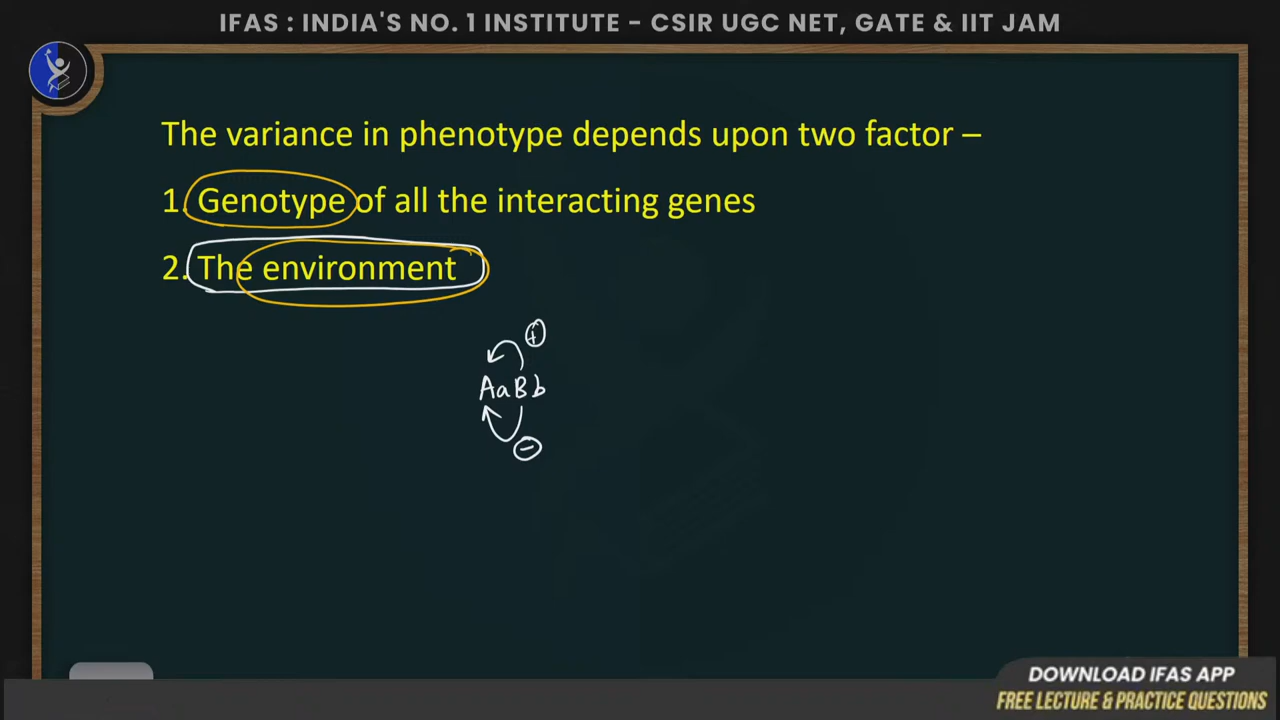 IFAS : INDIA'S NO. 1 INSTITUTE - CSIR UGC NET, GATE & IIT JAM
The variance in phenotype depends upon two factor –
1. Genotype of all the interacting genes
2. The environment
+
AaBb
-
DOWNLOAD IFAS APP
FREE LECTURE & PRACTICE QUESTIONS